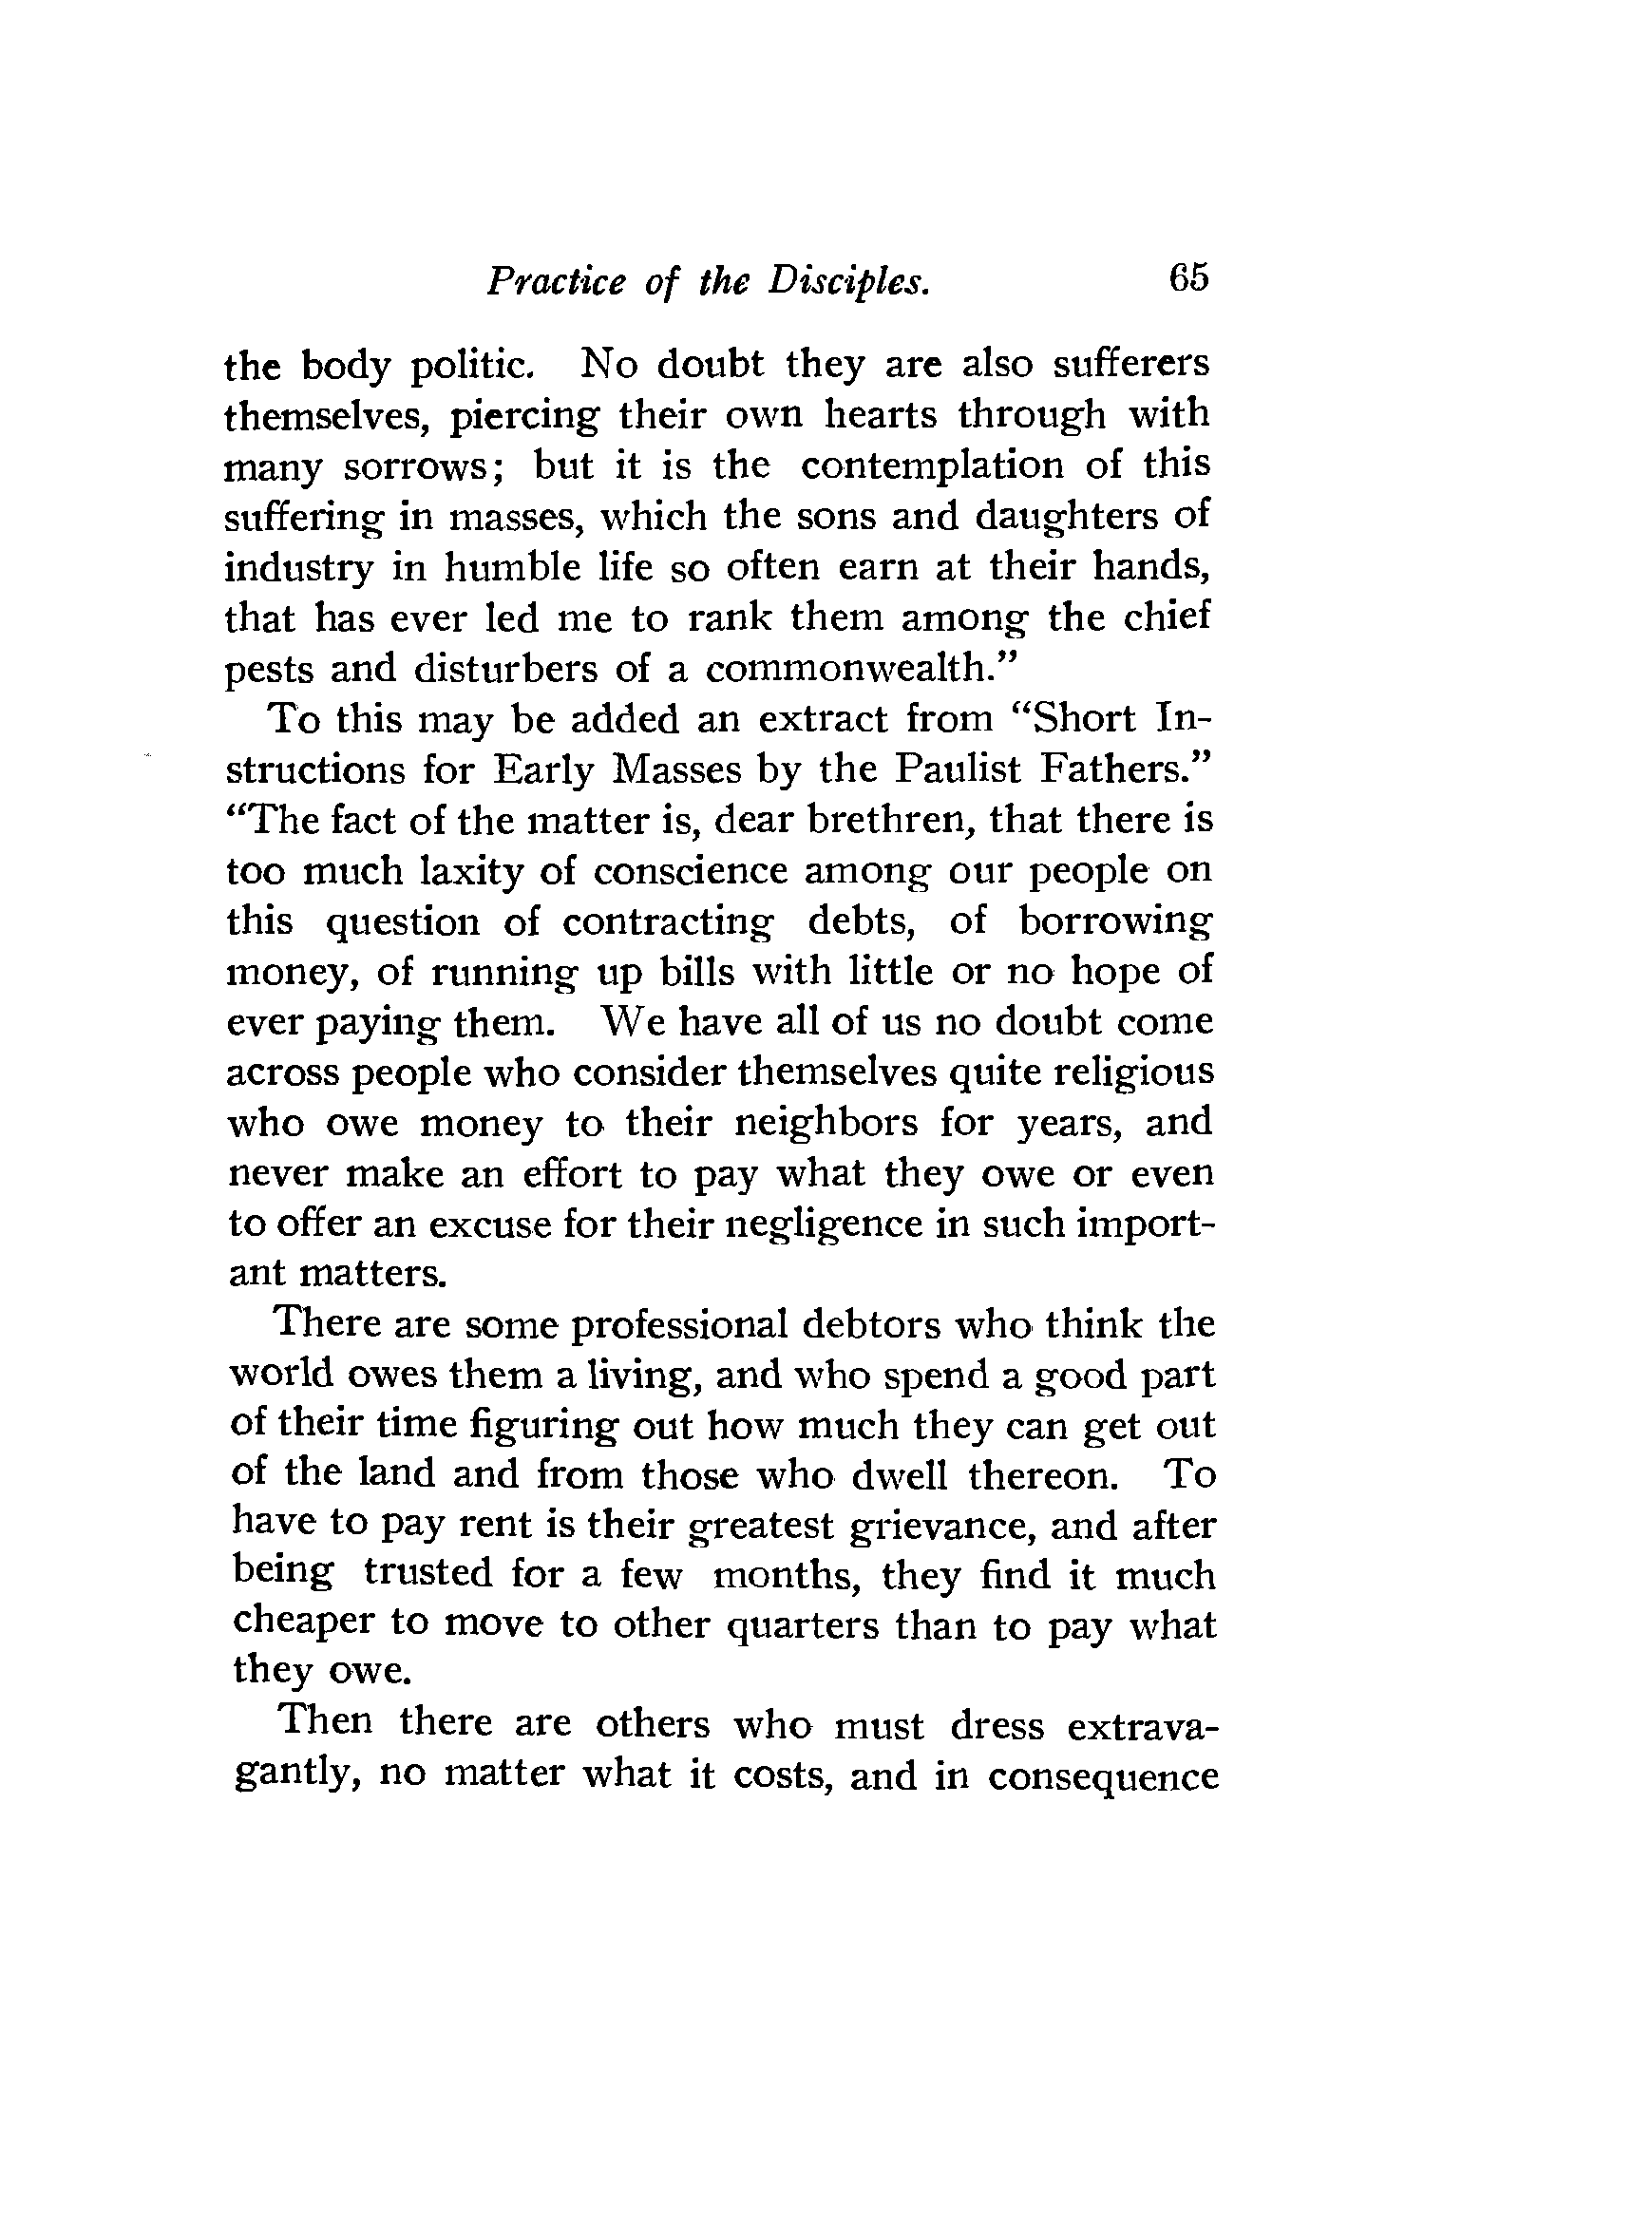 Practice of the Disciples. 65
the body politic. No doubt they are also sufferers
themselves, piercing their own hearts through with
many sorrows; but it is the contemplation of this
suffering in masses, which the sons and daughters of
industry in humble life so often earn at their hands,
that has ever led me to rank them among the chief
pests and disturbers of a commonwealth.”
To this may be added an extract from “Short In-
structions for Early Masses by the Paulist Fathers.”
“The fact of the matter is, dear brethren, that there is
too much laxity of conscience among our people on
this question of contracting debts, of borrowing
money, of running up bills with little or no hope of
ever paying them. We have all of us no doubt come
across people who consider themselves quite religious
who owe money to their neighbors for years, and
never make an effort to pay what they owe or even
to offer an excuse for their negligence in such import-
ant matters.
There are some professional debtors who think the
world owes them a living, and who spend a good part
of their time figuring out how much they can get out
of the land and from those who dwell thereon. To
have to pay rent is their greatest grievance, and after
being trusted for a few months, they find it much
cheaper to move to other quarters than to pay what
they owe.
Then there are others who must dress extrava-
gantly, no matter what it costs, and in consequence